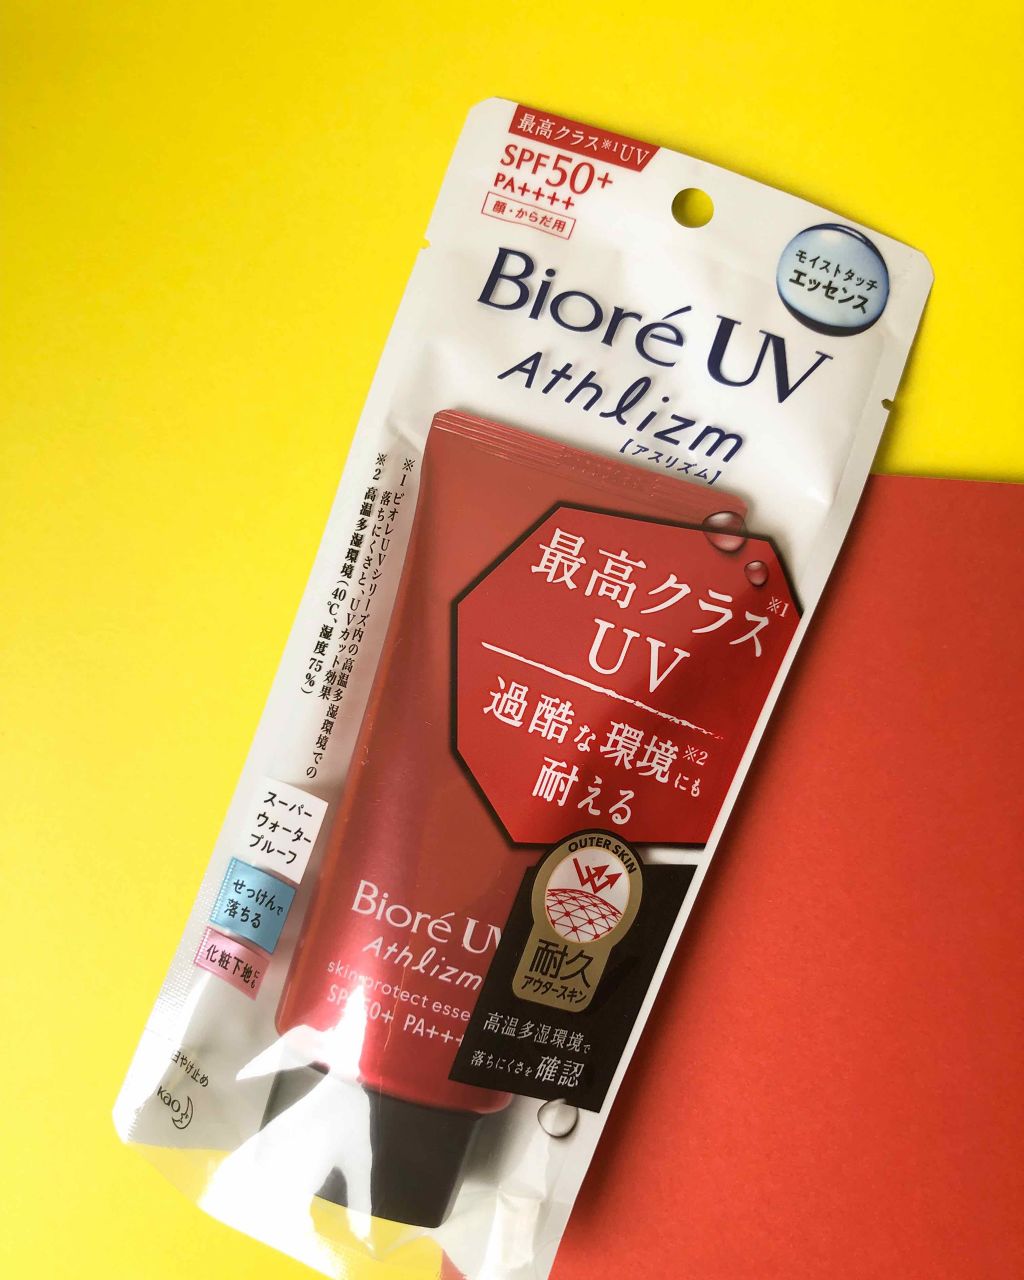 最高クラス※1UV
SPF50+
PA++++
顔・からだ用
モイストタッチ
エッセンス
Bioré UV
Athlizm
【アスリズム】
※1 ビオレUVシリーズ内の高温多湿環境での
落ちにくさと、UVカット効果
※2 高温多湿環境(40℃、湿度75%)
最高クラス※1
UV
過酷な環境※2にも
耐える
スーパー
ウォーター
プルーフ
せっけんで
落ちる
化粧下地にも
OUTER SKIN
耐久
アウタースキン
高温多湿環境で
落ちにくさを確認
Bioré UV
Athlizm
skin protect esse
SPF50+ PA+++
日やけ止め
Kao